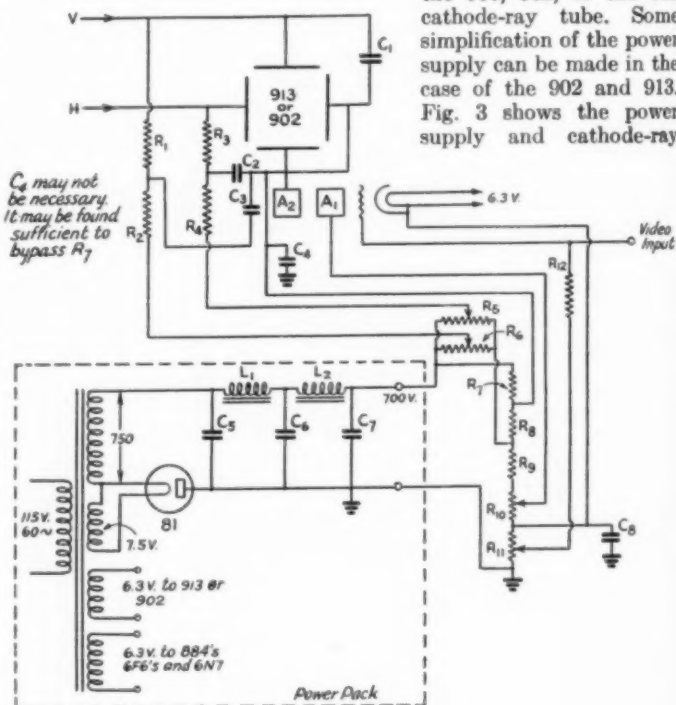 cathode-ray tube. Some
simplification of the power
supply can be made in the
case of the 902 and 913.
Fig. 3 shows the power
supply and cathode-ray
V
C1
913
or
902
H
R1
R3
C2
C3
R2
R4
A2
A1
6.3 V.
C4 may not
be necessary.
It may be found
sufficient to
bypass R7
C4
Video
Input
R12
R5
R6
R7
R8
R9
R10
R11
C8
L1
L2
700 V.
C5
C6
C7
750
81
115 V.
60~
7.5 V.
6.3 V. to 913 or
902
6.3 V. to 884's
6F6's and 6N7
Power Pack